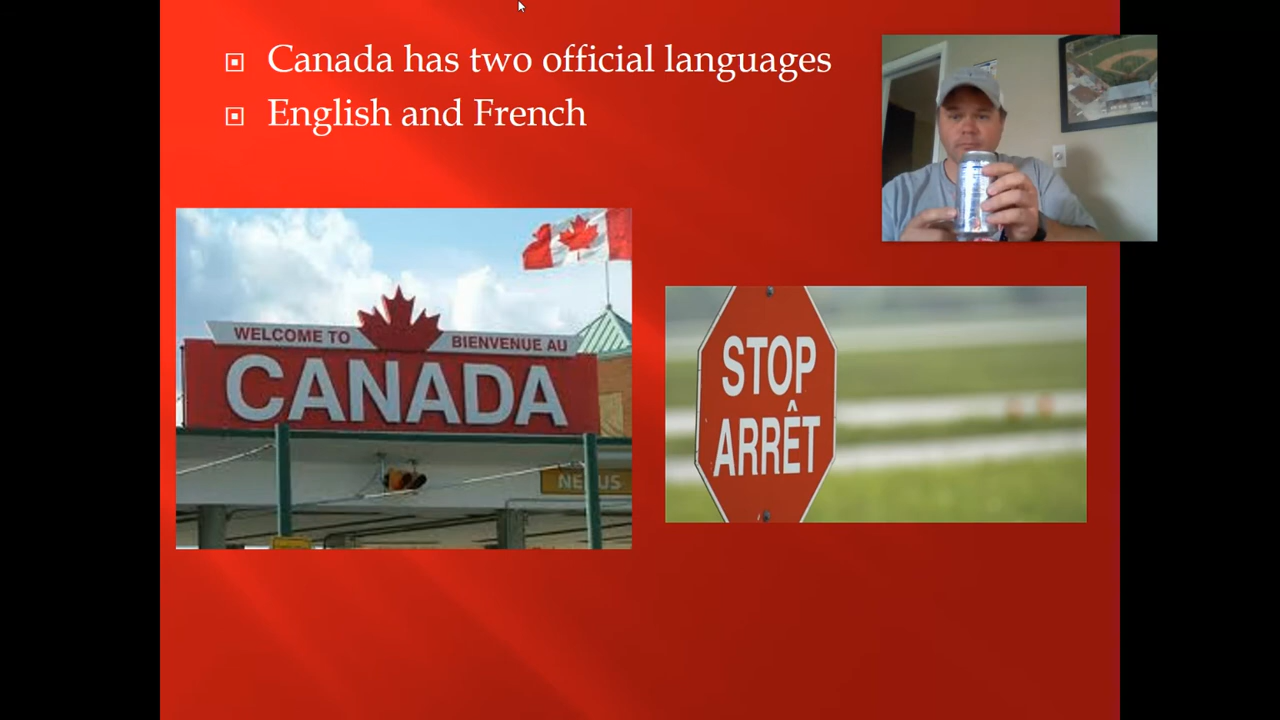 Canada has two official languages
English and French
WELCOME TO
BIENVENUE AU
CANADA
NEXUS
STOP
ARRÊT